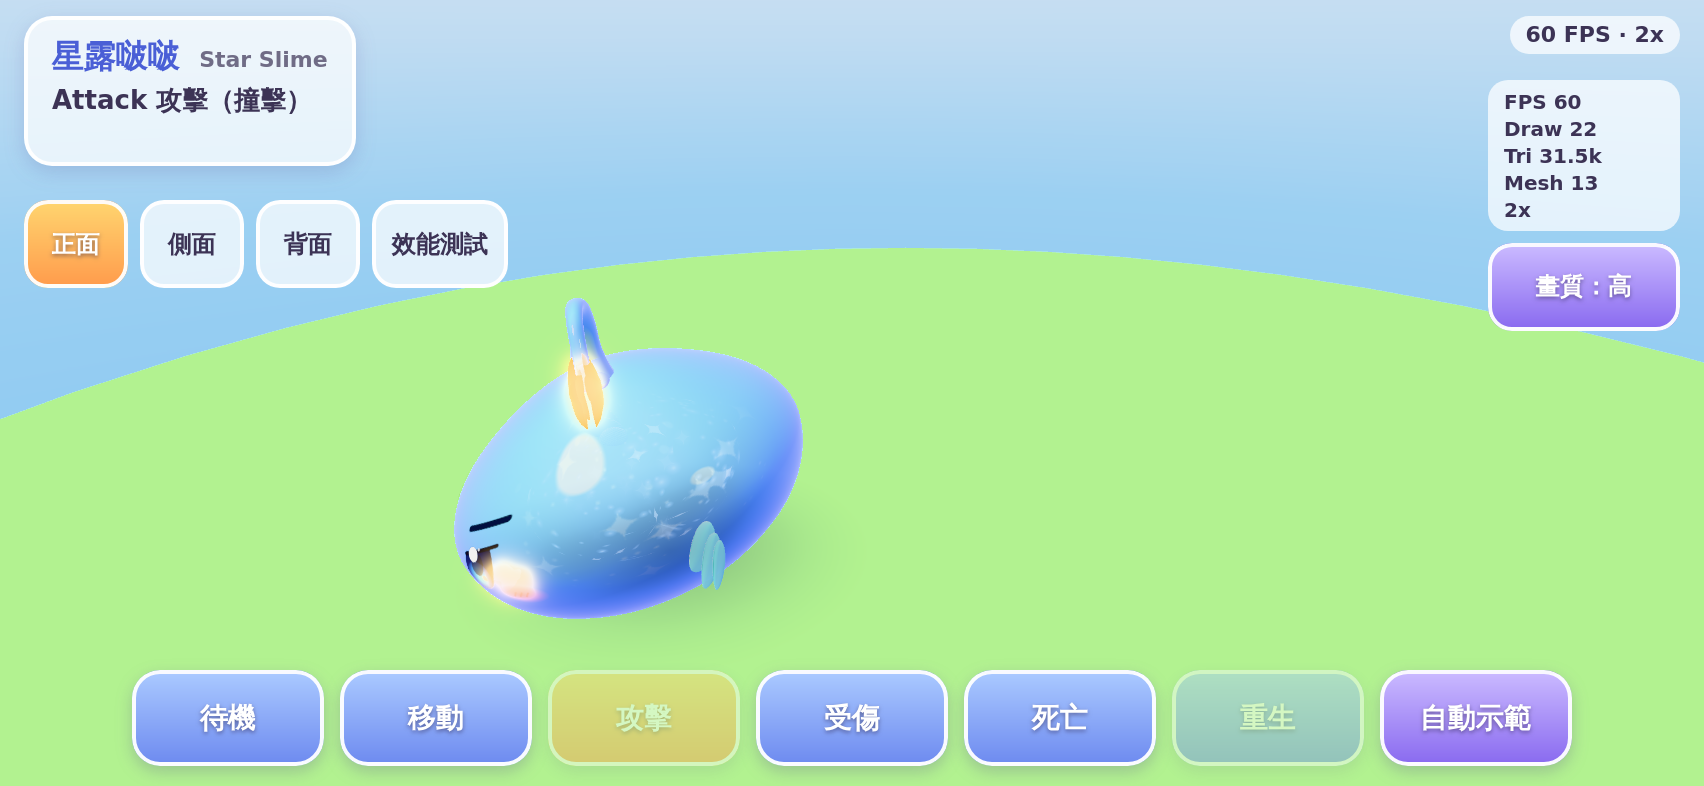 星露啵啵 Star Slime
Attack 攻擊（撞擊）
60 FPS · 2x
FPS 60
Draw 22
Tri 31.5k
Mesh 13
2x
正面
側面
背面
效能測試
畫質：高
待機
移動
攻擊
受傷
死亡
重生
自動示範